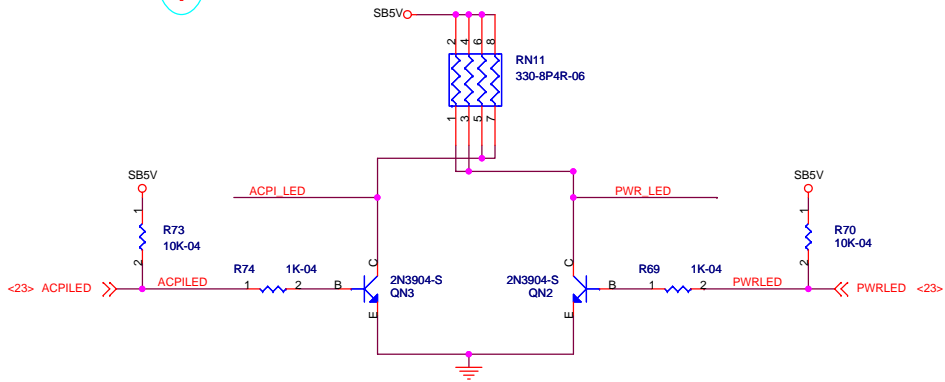 SB5V
2 4 6 8
RN11
330-8P4R-06
1 3 5 7
SB5V
ACPI_LED
PWR_LED
SB5V
1
R73
10K-04
2
1
R70
10K-04
2
C
C
<23> ACPILED
ACPILED
R74 1K-04
1 2
B
2N3904-S
QN3
2N3904-S
QN2
B
R69 1K-04
1 2
PWRLED
PWRLED <23>
E
E